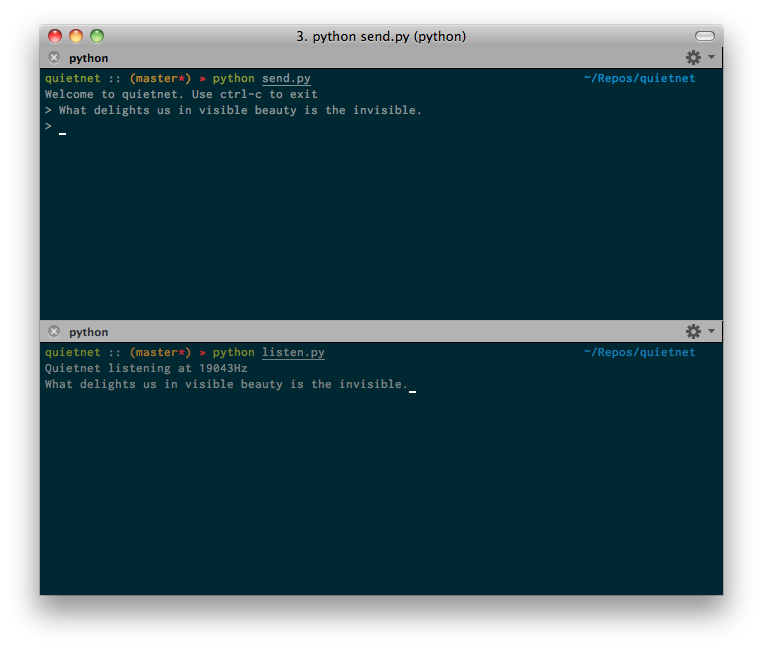 3. python send.py (python)
python
quietnet :: (master*) » python send.py ~/Repos/quietnet
Welcome to quietnet. Use ctrl-c to exit
> What delights us in visible beauty is the invisible.
>
python
quietnet :: (master*) » python listen.py ~/Repos/quietnet
Quietnet listening at 19043Hz
What delights us in visible beauty is the invisible.